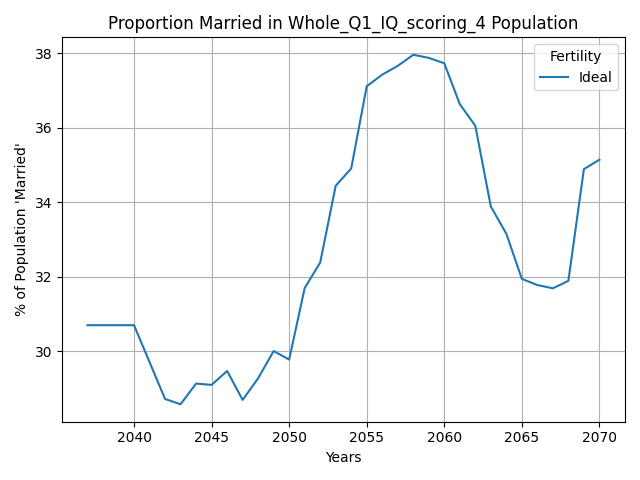 Proportion Married in Whole_Q1_IQ_scoring_4 Population
Fertility
Ideal
% of Population 'Married'
38
36
34
32
30
2040
2045
2050
2055
2060
2065
2070
Years